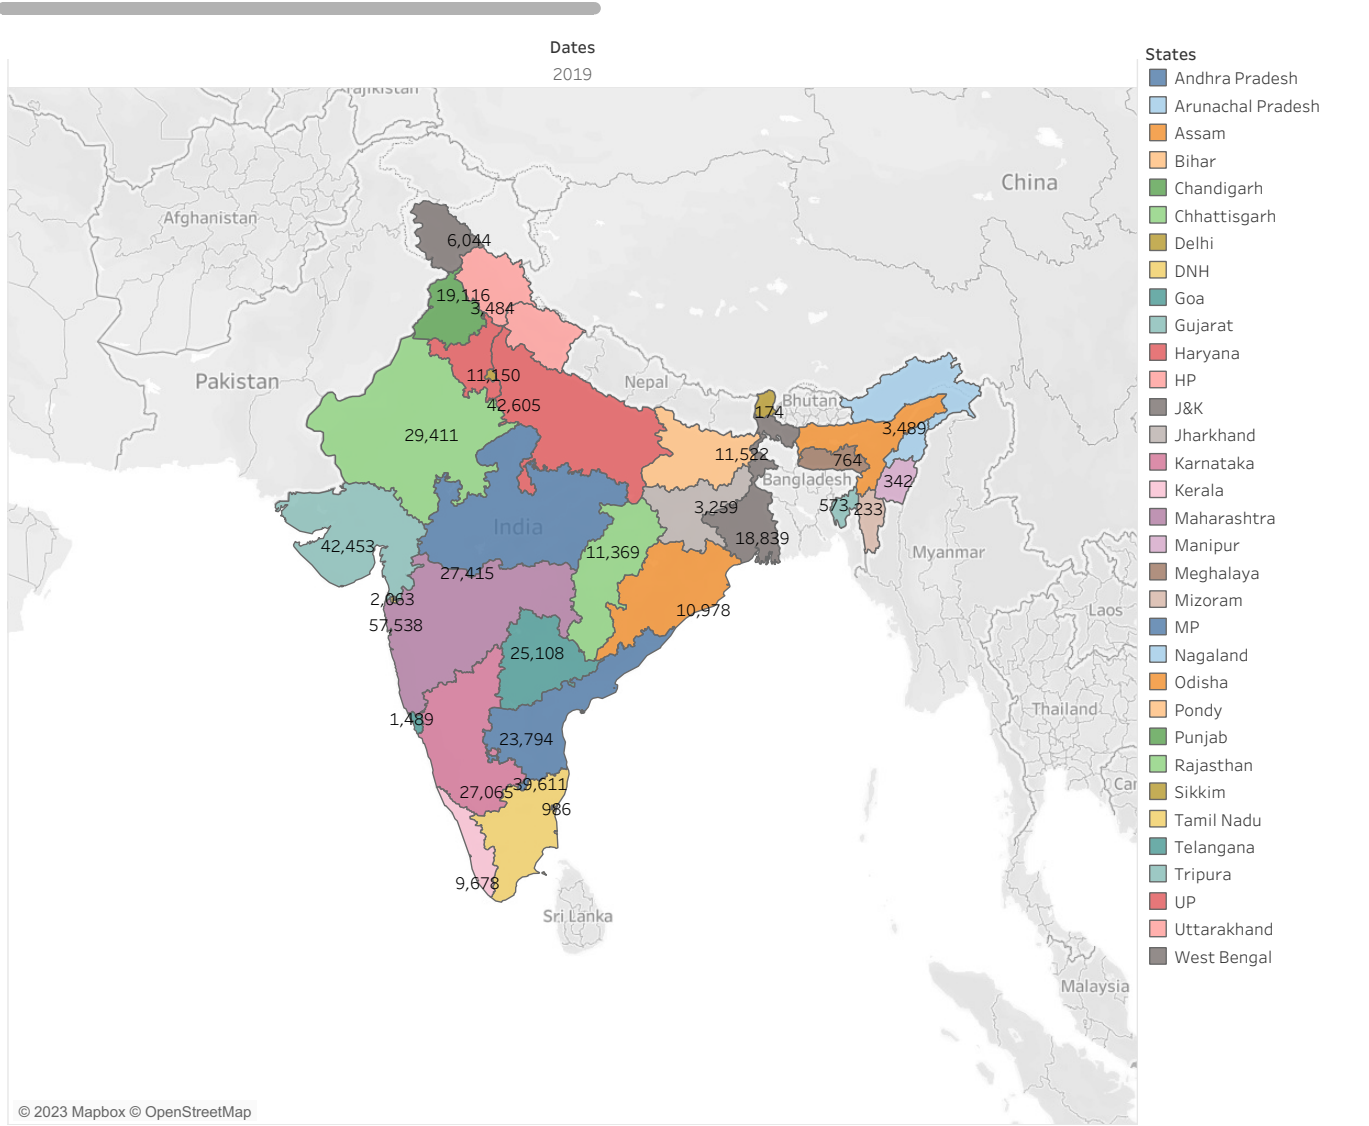 Dates
2019
Tajikistan
China
Afghanistan
6,044
19,116
3,484
Pakistan
11,150
Nepal
42,605
174
Bhutan
29,411
3,489
11,522
764
Bangladesh
342
3,259
573
233
India
18,839
42,453
11,369
Myanmar
27,415
2,063
10,978
Laos
57,538
25,108
Thailand
1,489
23,794
39,611
27,065
986
9,678
Sri Lanka
Malaysia
© 2023 Mapbox © OpenStreetMap
States
Andhra Pradesh
Arunachal Pradesh
Assam
Bihar
Chandigarh
Chhattisgarh
Delhi
DNH
Goa
Gujarat
Haryana
HP
J&K
Jharkhand
Karnataka
Kerala
Maharashtra
Manipur
Meghalaya
Mizoram
MP
Nagaland
Odisha
Pondy
Punjab
Rajasthan
Sikkim
Tamil Nadu
Telangana
Tripura
UP
Uttarakhand
West Bengal